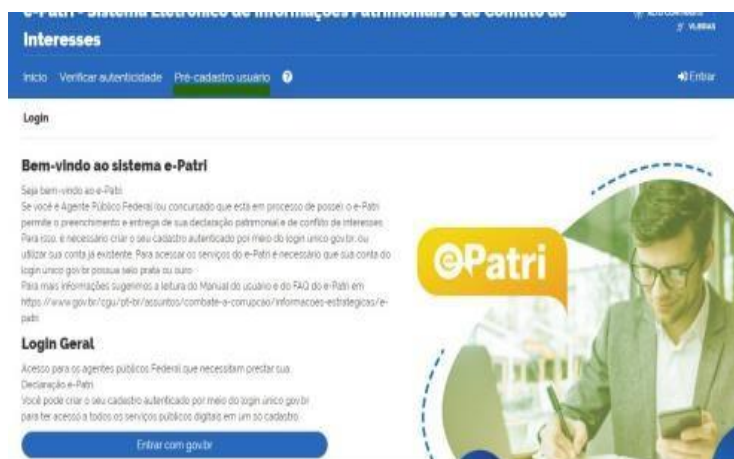 e-Patri - Sistema Eletrônico de Informações Patrimoniais e de Conflito de
Interesses
ALTO CONTRASTE
VLIBRAS
Início Verificar autenticidade Pré-cadastro usuário ? Entrar
Login
Bem-vindo ao sistema e-Patri
Seja bem-vindo ao e-Patri
Se você é Agente Público Federal (ou concursado que está em processo de posse), o e-Patri
permite o preenchimento e entrega de sua declaração patrimonial e de conflito de interesses.
Para isso, é necessário criar o seu cadastro autenticado por meio do login único gov.br, ou
utilizar sua conta já existente. Para acessar os serviços do e-Patri é necessário que sua conta do
login único gov.br possua selo prata ou ouro.
Para mais informações sugerimos a leitura do Manual do usuário e do FAQ do e-Patri em
https://www.gov.br/cgu/pt-br/assuntos/combate-a-corrupcao/informacoes-estrategicas/e-
patri
ePatri
Login Geral
Acesso para os agentes públicos Federal que necessitam prestar sua
Declaração e-Patri
Você pode criar o seu cadastro autenticado por meio do login único gov.br
para ter acesso a todos os serviços públicos digitais em um só cadastro.
Entrar com gov.br